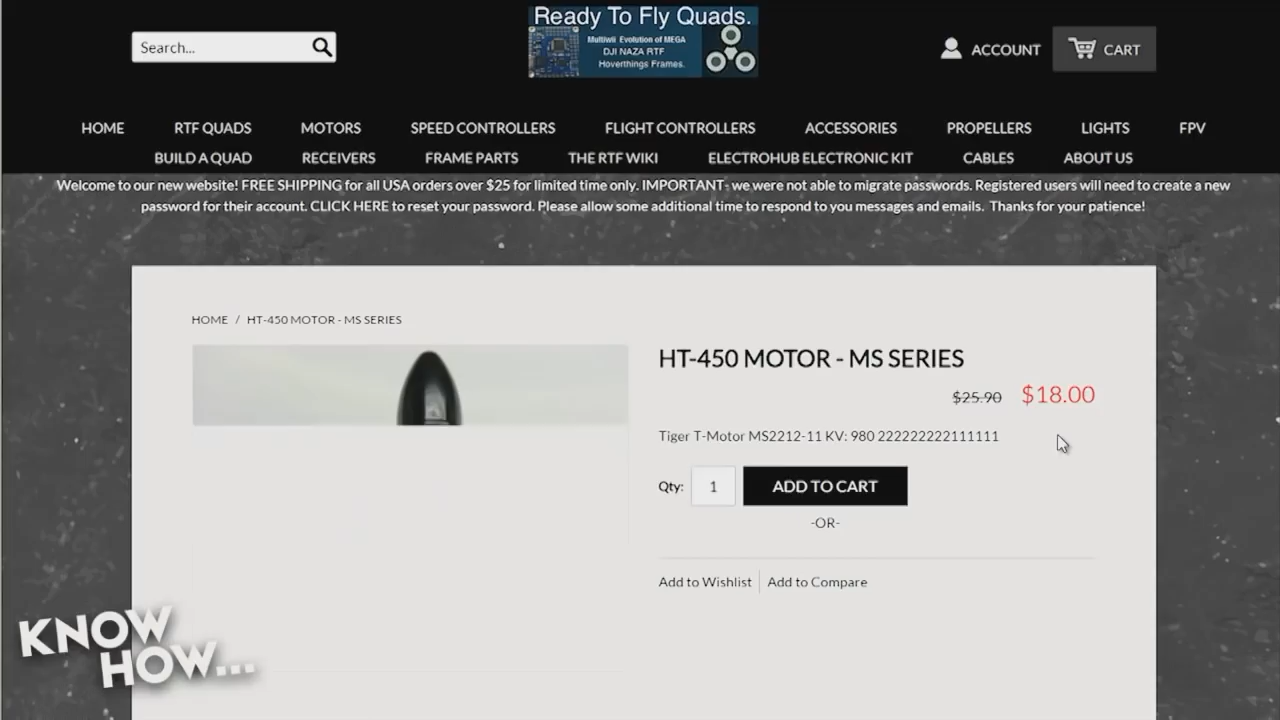 Ready To Fly Quads.
Multiwii Evolution of MEGA
DJI NAZA RTF
Hoverthings Frames.
Search...
ACCOUNT
CART
HOME RTF QUADS MOTORS SPEED CONTROLLERS FLIGHT CONTROLLERS ACCESSORIES PROPELLERS LIGHTS FPV
BUILD A QUAD RECEIVERS FRAME PARTS THE RTF WIKI ELECTROHUB ELECTRONIC KIT CABLES ABOUT US
Welcome to our new website! FREE SHIPPING for all USA orders over $25 for limited time only. IMPORTANT- we were not able to migrate passwords. Registered users will need to create a new
password for their account. CLICK HERE to reset your password. Please allow some additional time to respond to you messages and emails. Thanks for your patience!
HOME / HT-450 MOTOR - MS SERIES
HT-450 MOTOR - MS SERIES
$25.90 $18.00
Tiger T-Motor MS2212-11 KV: 980 222222222111111
Qty: 1 ADD TO CART
-OR-
Add to Wishlist Add to Compare
KNOW
HOW...